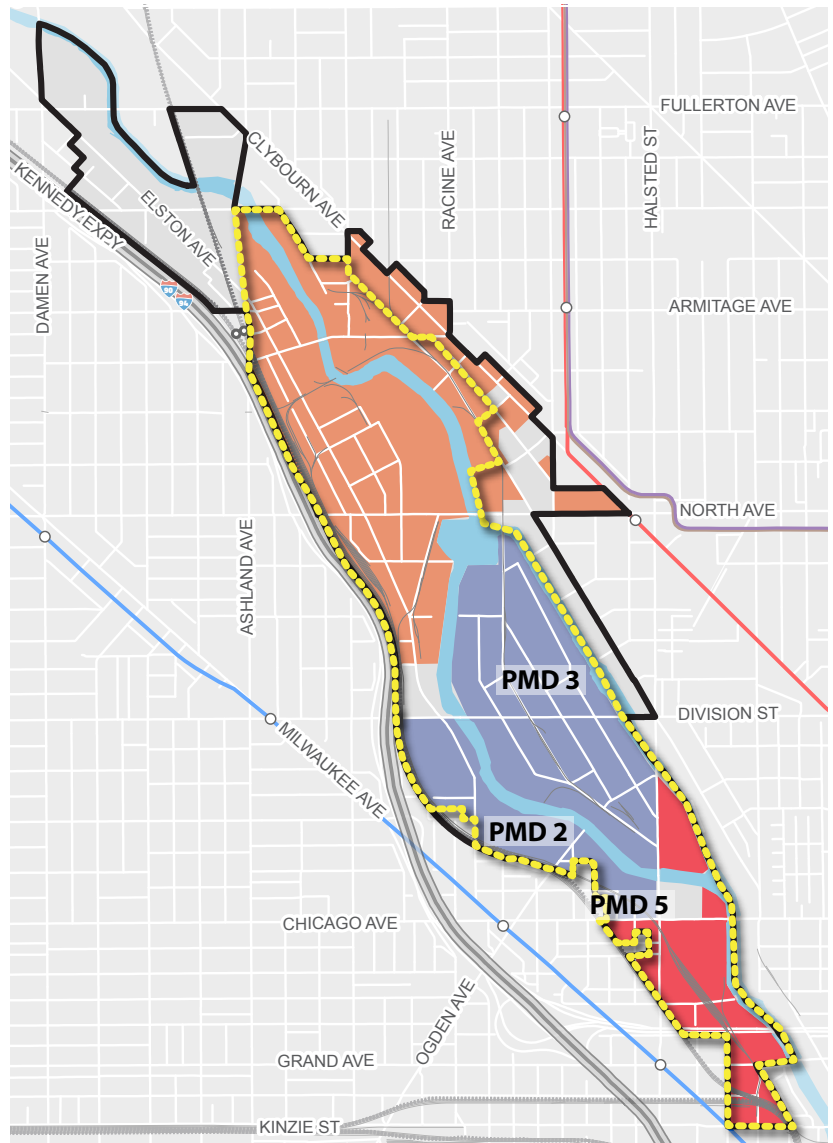 FULLERTON AVE
CLYBOURN AVE
RACINE AVE
HALSTED ST
KENNEDY EXPY
ELSTON AVE
DAMEN AVE
90
94
ARMITAGE AVE
NORTH AVE
ASHLAND AVE
PMD 3
DIVISION ST
MILWAUKEE AVE
PMD 2
PMD 5
CHICAGO AVE
OGDEN AVE
GRAND AVE
KINZIE ST